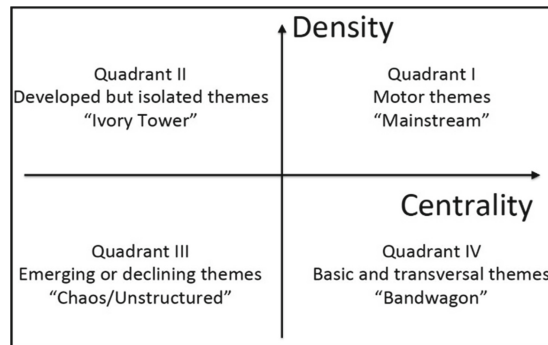 Density
Quadrant II
Developed but isolated themes
“Ivory Tower”
Quadrant I
Motor themes
“Mainstream”
Centrality
Quadrant III
Emerging or declining themes
“Chaos/Unstructured”
Quadrant IV
Basic and transversal themes
“Bandwagon”